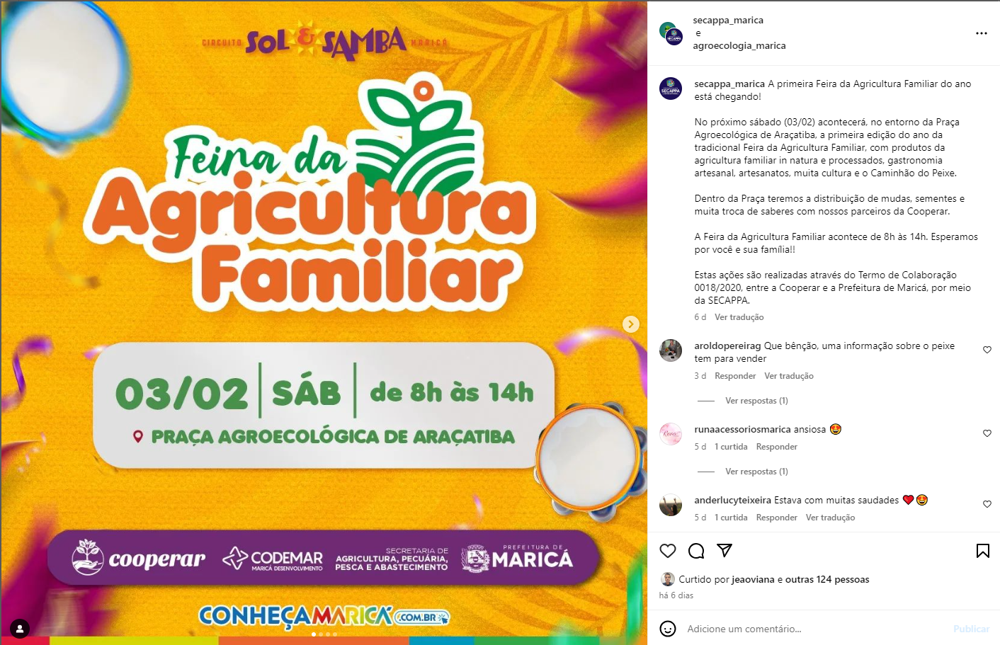 CIRCUITO SOL & SAMBA MARICÁ
Feira da
Agricultura
Familiar
03/02 SÁB de 8h às 14h
PRAÇA AGROECOLÓGICA DE ARAÇATIBA
cooperar
CODEMAR
MARICÁ DESENVOLVIMENTO
SECRETARIA DE
AGRICULTURA, PECUÁRIA,
PESCA E ABASTECIMENTO
PREFEITURA DE
MARICÁ
CONHEÇAMARICÁ.COM.BR
secappa_marica
e
agroecologia_marica
SECAPPA
SECAPPA
secappa_marica A primeira Feira da Agricultura Familiar do ano
está chegando!
No próximo sábado (03/02) acontecerá, no entorno da Praça
Agroecológica de Araçatiba, a primeira edição do ano da
tradicional Feira da Agricultura Familiar, com produtos da
agricultura familiar in natura e processados, gastronomia
artesanal, artesanatos, muita cultura e o Caminhão do Peixe.
Dentro da Praça teremos a distribuição de mudas, sementes e
muita troca de saberes com nossos parceiros da Cooperar.
A Feira da Agricultura Familiar acontece de 8h às 14h. Esperamos
por você e sua família!!
Estas ações são realizadas através do Termo de Colaboração
0018/2020, entre a Cooperar e a Prefeitura de Maricá, por meio
da SECAPPA.
6 d Ver tradução
aroldopereirag Que bênção, uma informação sobre o peixe
tem para vender
3 d Responder Ver tradução
Ver respostas (1)
Runa
runaacessoriosmarica ansiosa 😍
5 d 1 curtida Responder
Ver respostas (1)
anderlucyteixeira Estava com muitas saudades ❤️😍
5 d 1 curtida Responder Ver tradução
Curtido por jeaoviana e outras 124 pessoas
há 6 dias
Adicione um comentário...
Publicar